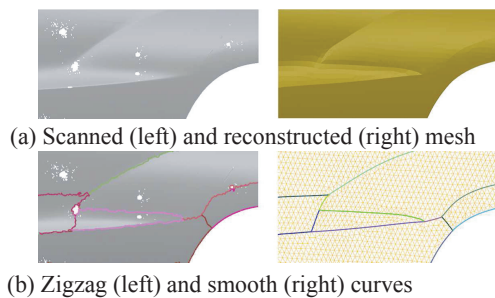 (a) Scanned (left) and reconstructed (right) mesh
(b) Zigzag (left) and smooth (right) curves